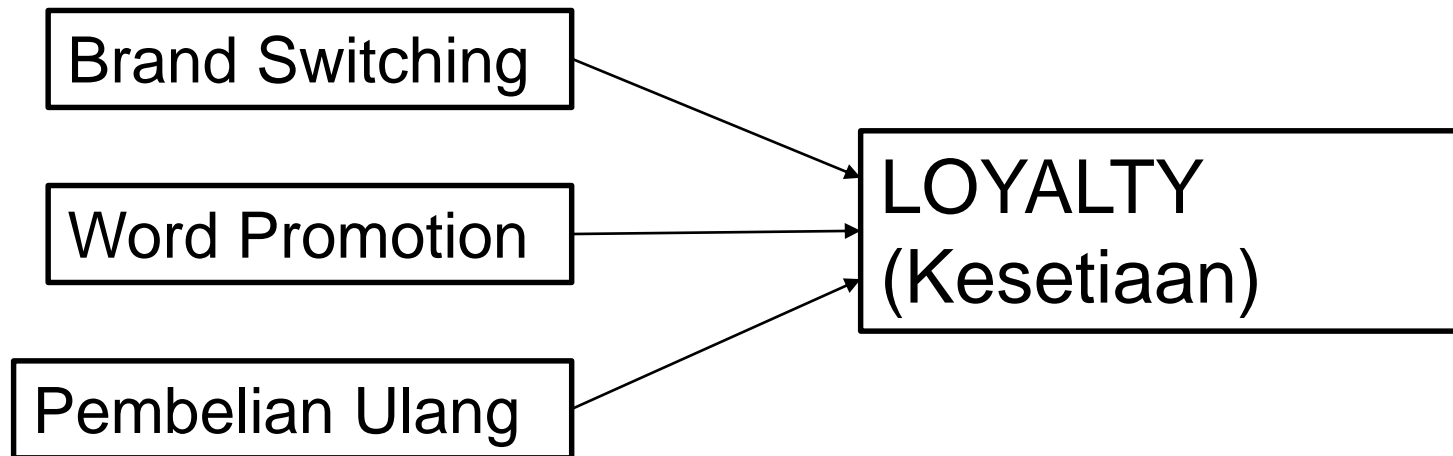 Brand Switching
Word Promotion
Pembelian Ulang
LOYALTY
(Kesetiaan)